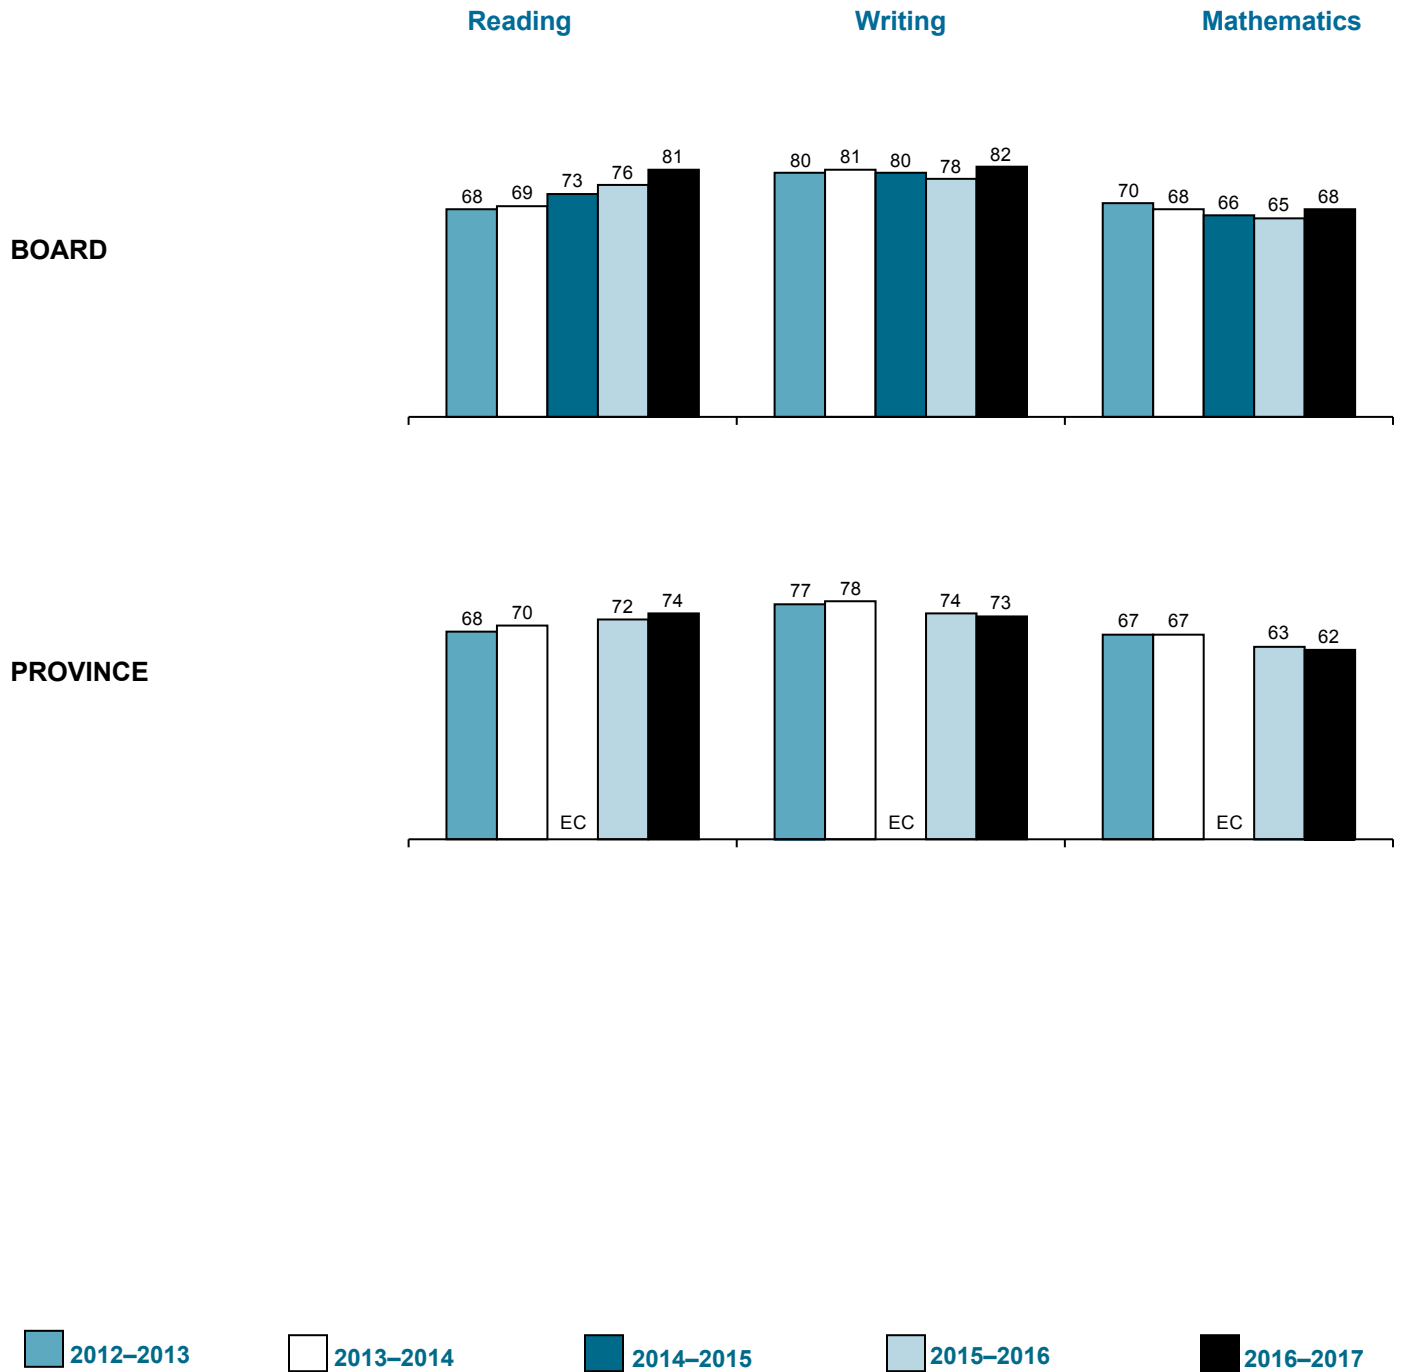 Reading Writing Mathematics
BOARD
68 69 73 76 81 80 81 80 78 82 70 68 66 65 68
PROVINCE
68 70 EC 72 74 77 78 EC 74 73 67 67 EC 63 62
2012–2013 2013–2014 2014–2015 2015–2016 2016–2017